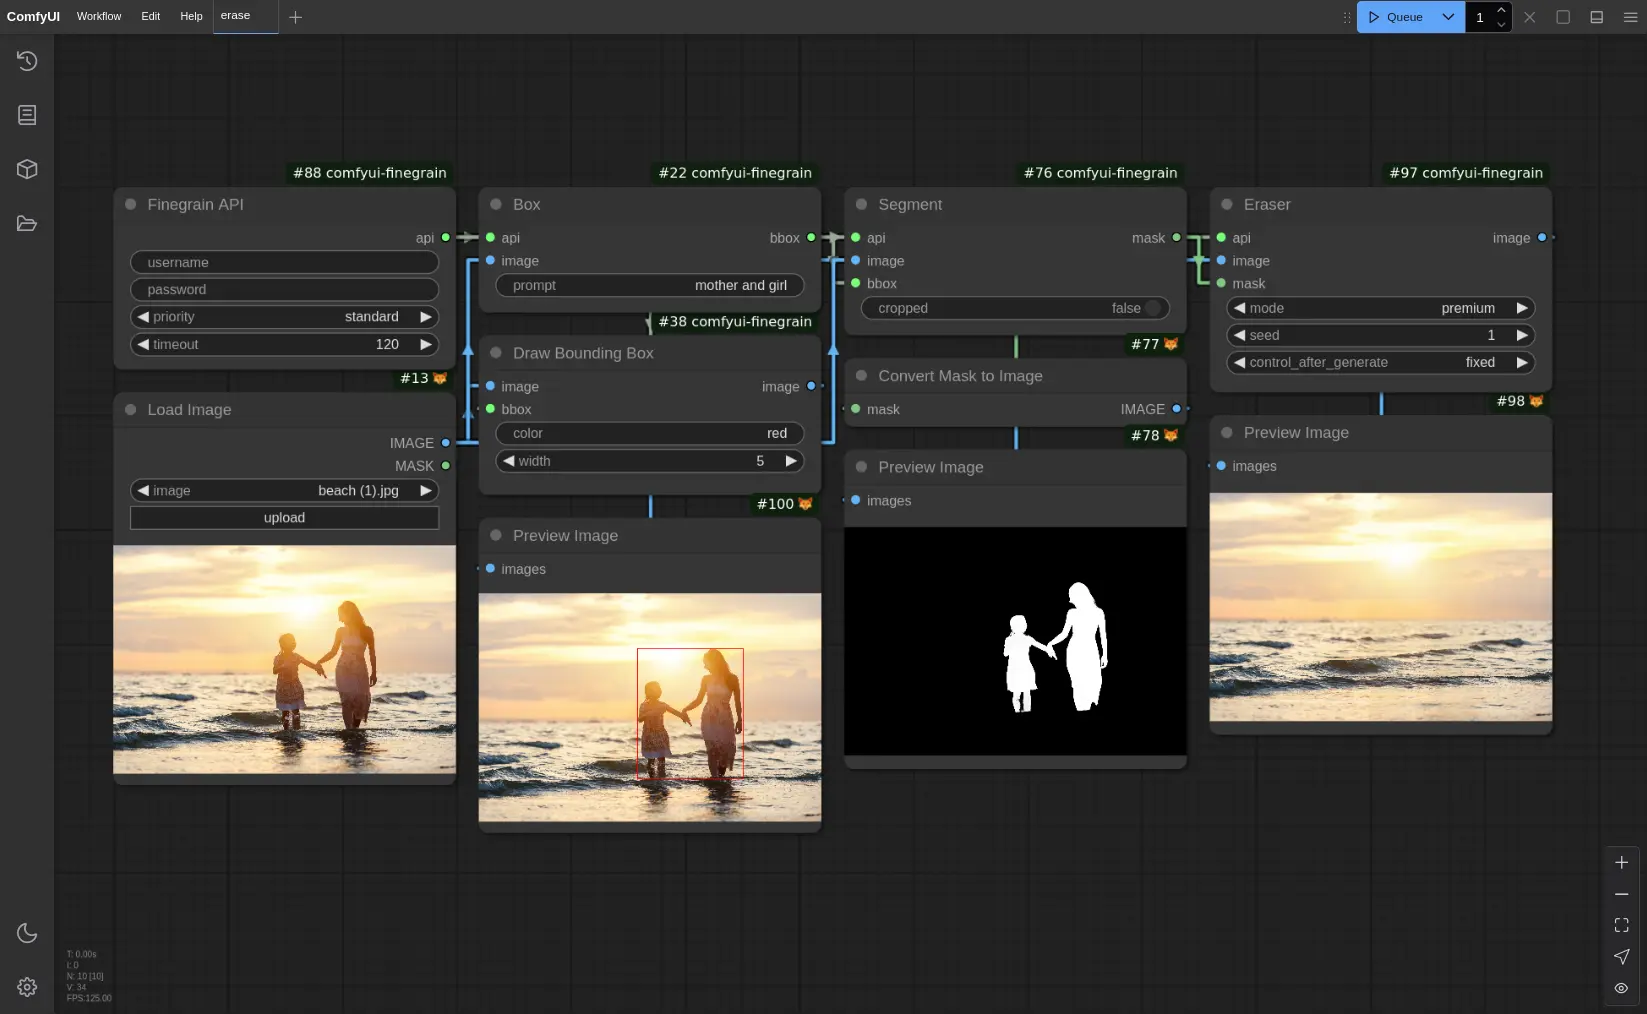 ComfyUI Workflow Edit Help erase
Queue 1
#88 comfyui-finegrain
Finegrain API
api
username
password
priority standard
timeout 120
#13
Load Image
IMAGE
MASK
image beach (1).jpg
upload
#22 comfyui-finegrain
Box
api bbox
image
prompt mother and girl
#38 comfyui-finegrain
Draw Bounding Box
image image
bbox
color red
width 5
#100
Preview Image
images
#76 comfyui-finegrain
Segment
api mask
image
bbox
cropped false
#77
Convert Mask to Image
mask IMAGE
#78
Preview Image
images
#97 comfyui-finegrain
Eraser
api image
image
mask
mode premium
seed 1
control_after_generate fixed
#98
Preview Image
images
T: 0.00s
I: 0
N: 10 [10]
V: 34
FPS:125.00